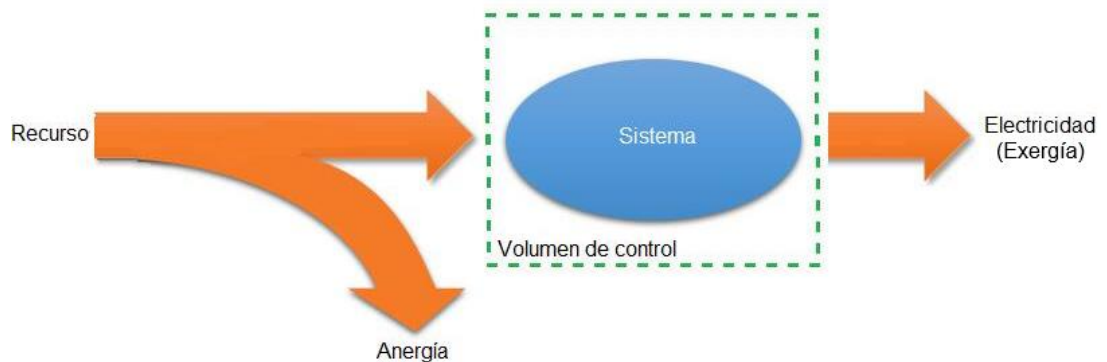 Recurso
Sistema
Electricidad
(Exergía)
Volumen de control
Anergía